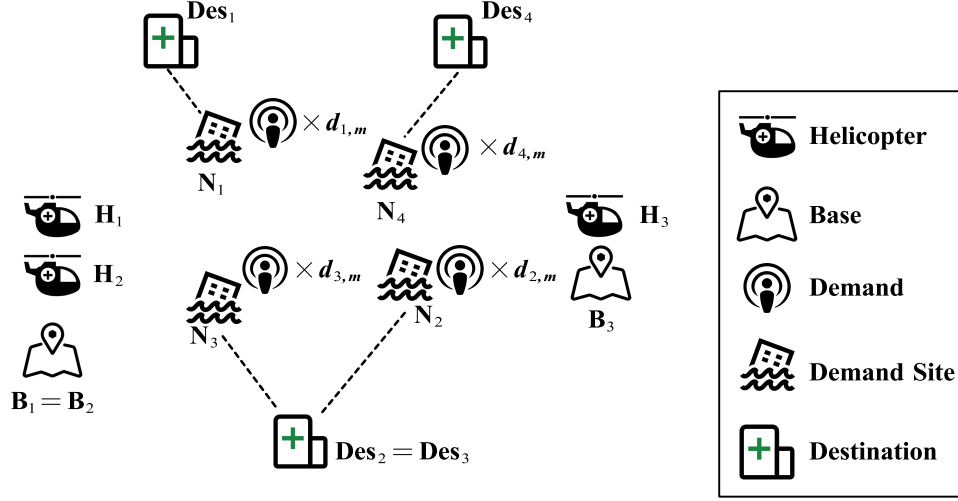 Des₁
Des₄
× d₁,ₘ
× d₄,ₘ
N₁
N₄
H₁
H₃
H₂
× d₃,ₘ
× d₂,ₘ
N₃
N₂
B₃
B₁ = B₂
Des₂ = Des₃
Helicopter
Base
Demand
Demand Site
Destination